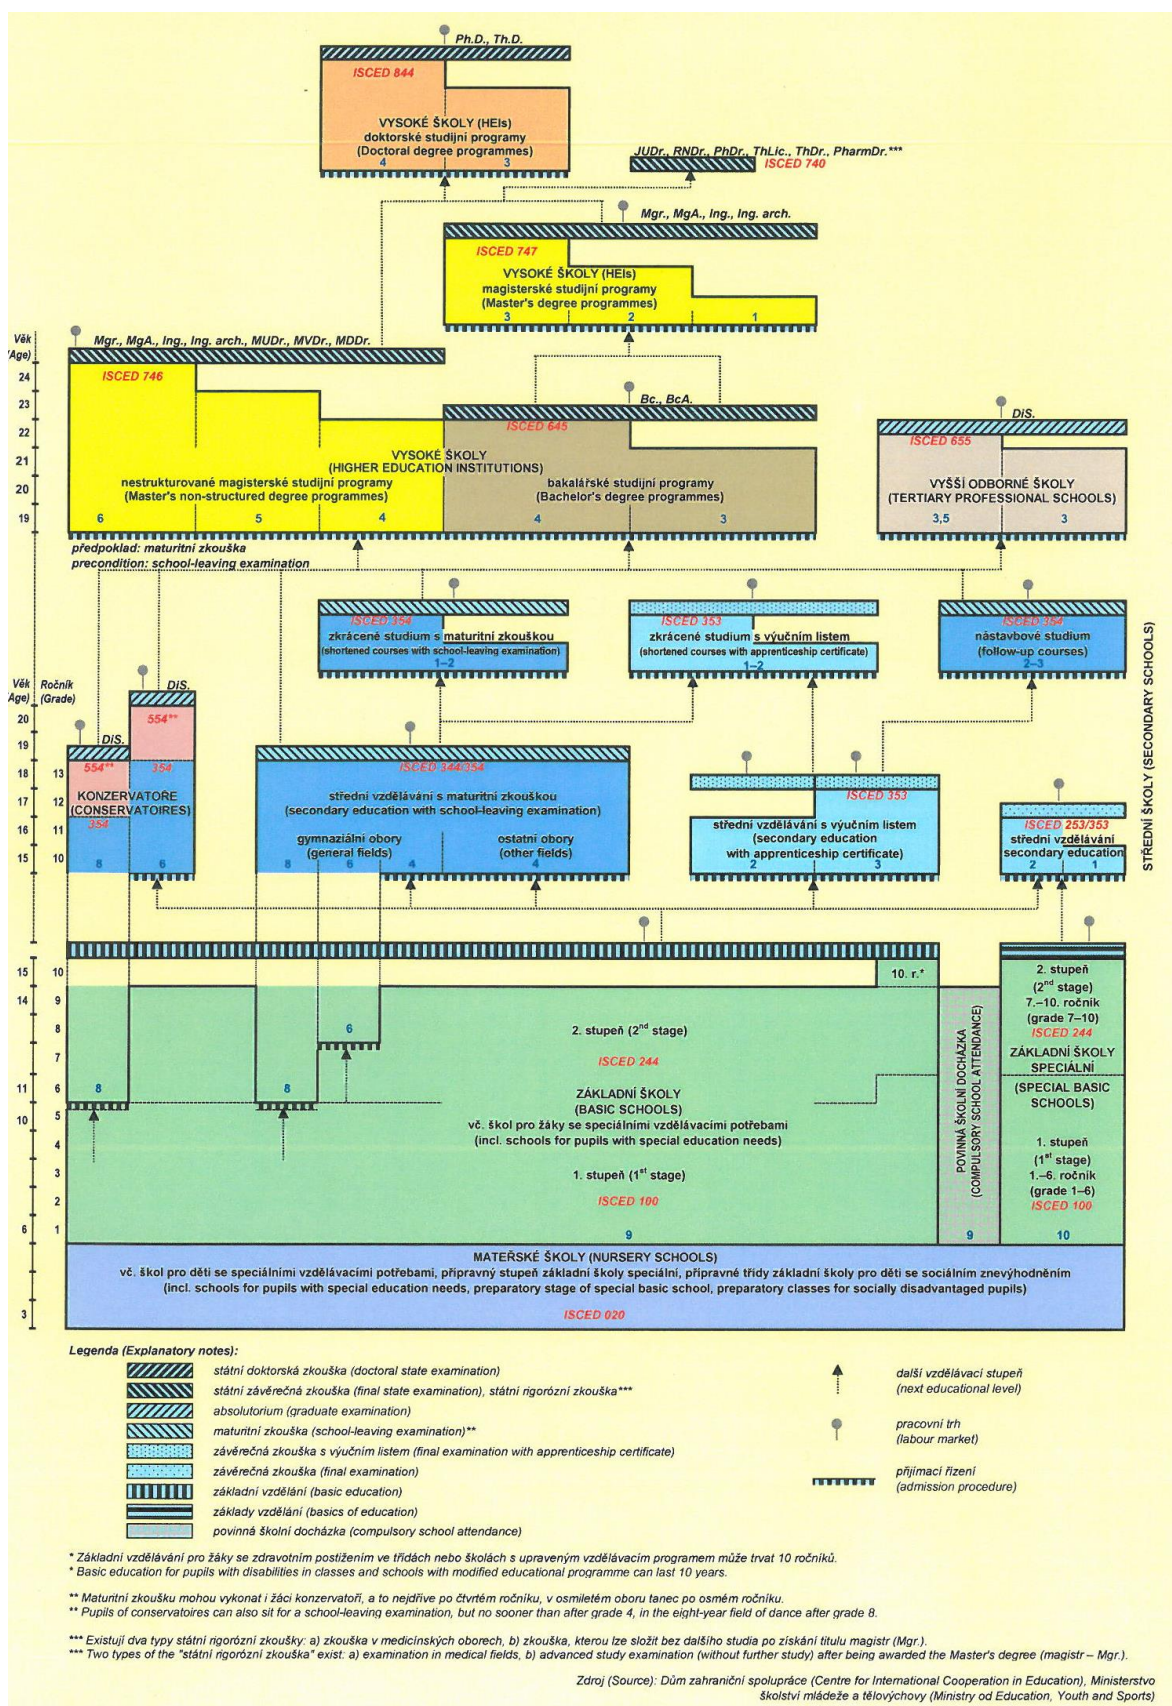 Ph.D., Th.D.
ISCED 844
VYSOKÉ ŠKOLY (HEIs)
doktorské studijní programy
(Doctoral degree programmes)
4 3
JUDr., RNDr., PhDr., ThLic., ThDr., PharmDr.***
ISCED 740
Mgr., MgA., Ing., Ing. arch.
ISCED 747
VYSOKÉ ŠKOLY (HEIs)
magisterské studijní programy
(Master's degree programmes)
3 2 1
Věk
(Age)
Mgr., MgA., Ing., Ing. arch., MUDr., MVDr., MDDr.
ISCED 746
24
23
22
21
20
19
Bc., BcA.
ISCED 645
DiS.
ISCED 655
VYSOKÉ ŠKOLY
(HIGHER EDUCATION INSTITUTIONS)
nestrukturované magisterské studijní programy
(Master's non-structured degree programmes)
bakalářské studijní programy
(Bachelor's degree programmes)
VYŠŠÍ ODBORNÉ ŠKOLY
(TERTIARY PROFESSIONAL SCHOOLS)
6 5 4 4 3 3,5 3
předpoklad: maturitní zkouška
precondition: school-leaving examination
ISCED 354
zkrácené studium s maturitní zkouškou
(shortened courses with school-leaving examination)
1–2
ISCED 353
zkrácené studium s výučním listem
(shortened courses with apprenticeship certificate)
1–2
ISCED 354
nástavbové studium
(follow-up courses)
2–3
STŘEDNÍ ŠKOLY (SECONDARY SCHOOLS)
Věk
(Age)
Ročník
(Grade)
20
19
18 13
17 12
16 11
15 10
DiS.
554**
DiS.
554** 354
KONZERVATOŘE
(CONSERVATOIRES)
354
8 6
ISCED 344/354
střední vzdělávání s maturitní zkouškou
(secondary education with school-leaving examination)
gymnaziální obory
(general fields)
ostatní obory
(other fields)
8 6 4 4
ISCED 353
střední vzdělávání s výučním listem
(secondary education
with apprenticeship certificate)
2 3
ISCED 253/353
střední vzdělávání
secondary education
2 1
15 10
14 9
8
7
11 6
10 5
4
3
2
6 1
3
10. r.*
6
8
8
2. stupeň (2nd stage)
ISCED 244
ZÁKLADNÍ ŠKOLY
(BASIC SCHOOLS)
vč. škol pro žáky se speciálními vzdělávacími potřebami
(incl. schools for pupils with special education needs)
1. stupeň (1st stage)
ISCED 100
9
POVINNÁ ŠKOLNÍ DOCHÁZKA
(COMPULSORY SCHOOL ATTENDANCE)
9
2. stupeň
(2nd stage)
7.–10. ročník
(grade 7–10)
ISCED 244
ZÁKLADNÍ ŠKOLY
SPECIÁLNÍ
(SPECIAL BASIC
SCHOOLS)
1. stupeň
(1st stage)
1.–6. ročník
(grade 1–6)
ISCED 100
10
MATEŘSKÉ ŠKOLY (NURSERY SCHOOLS)
vč. škol pro děti se speciálními vzdělávacími potřebami, přípravný stupeň základní školy speciální, přípravné třídy základní školy pro děti se sociálním znevýhodněním
(incl. schools for pupils with special education needs, preparatory stage of special basic school, preparatory classes for socially disadvantaged pupils)
ISCED 020
Legenda (Explanatory notes):
státní doktorská zkouška (doctoral state examination)
státní závěrečná zkouška (final state examination), státní rigorózní zkouška***
absolutorium (graduate examination)
maturitní zkouška (school-leaving examination)**
závěrečná zkouška s výučním listem (final examination with apprenticeship certificate)
závěrečná zkouška (final examination)
základní vzdělání (basic education)
základy vzdělání (basics of education)
povinná školní docházka (compulsory school attendance)
další vzdělávací stupeň
(next educational level)
pracovní trh
(labour market)
přijímací řízení
(admission procedure)
* Základní vzdělávání pro žáky se zdravotním postižením ve třídách nebo školách s upraveným vzdělávacím programem může trvat 10 ročníků.
* Basic education for pupils with disabilities in classes and schools with modified educational programme can last 10 years.
** Maturitní zkoušku mohou vykonat i žáci konzervatoří, a to nejdříve po čtvrtém ročníku, v osmiletém oboru tanec po osmém ročníku.
** Pupils of conservatoires can also sit for a school-leaving examination, but no sooner than after grade 4, in the eight-year field of dance after grade 8.
*** Existují dva typy státní rigorózní zkoušky: a) zkouška v medicínských oborech, b) zkouška, kterou lze složit bez dalšího studia po získání titulu magistr (Mgr.).
*** Two types of the "státní rigorózní zkouška" exist: a) examination in medical fields, b) advanced study examination (without further study) after being awarded the Master's degree (magistr – Mgr.).
Zdroj (Source): Dům zahraniční spolupráce (Centre for International Cooperation in Education), Ministerstvo
školství mládeže a tělovýchovy (Ministry od Education, Youth and Sports)